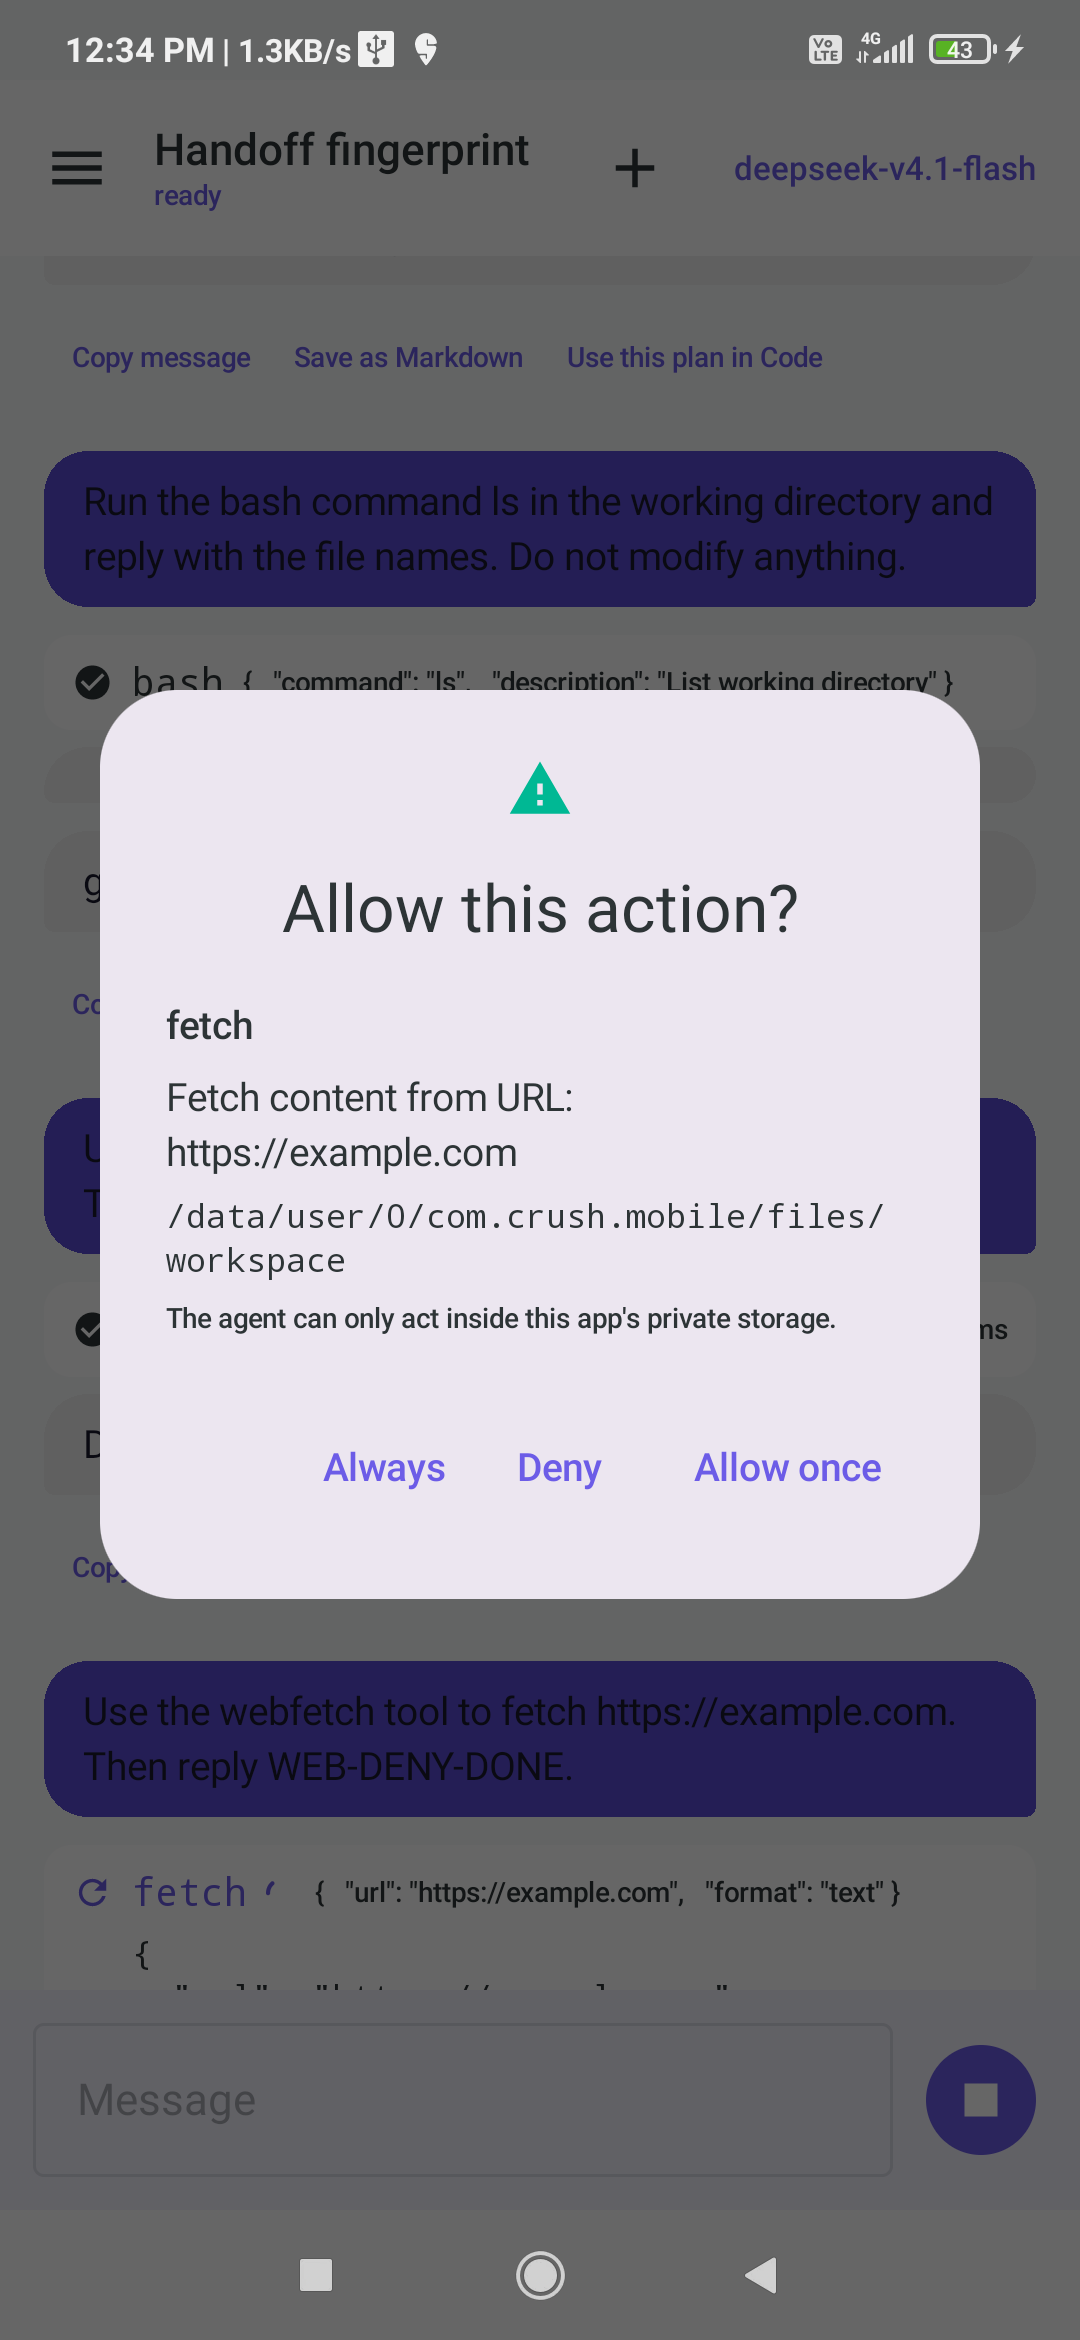 12:34 PM | 1.3KB/s
Vo LTE 4G 43
Handoff fingerprint
ready
deepseek-v4.1-flash
Copy message Save as Markdown Use this plan in Code
Run the bash command ls in the working directory and
reply with the file names. Do not modify anything.
bash { "command": "ls", "description": "List working directory" }
Allow this action?
fetch
Fetch content from URL:
https://example.com
/data/user/0/com.crush.mobile/files/
workspace
The agent can only act inside this app's private storage.
Always Deny Allow once
Use the webfetch tool to fetch https://example.com.
Then reply WEB-DENY-DONE.
fetch { "url": "https://example.com", "format": "text" }
{
Message